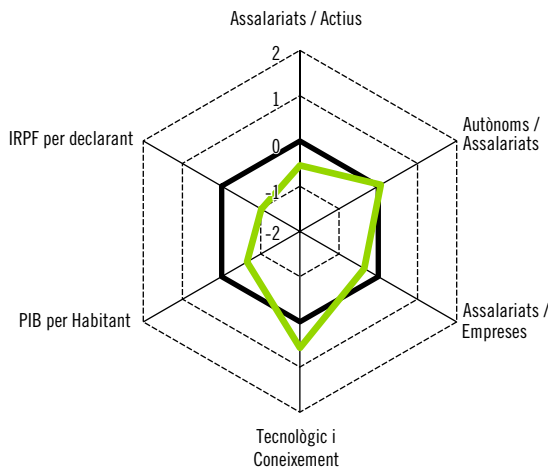 Assalariats / Actius
2
1
0
-1
-2
IRPF per declarant
Autònoms /
Assalariats
PIB per Habitant
Assalariats /
Empreses
Tecnològic i
Coneixement